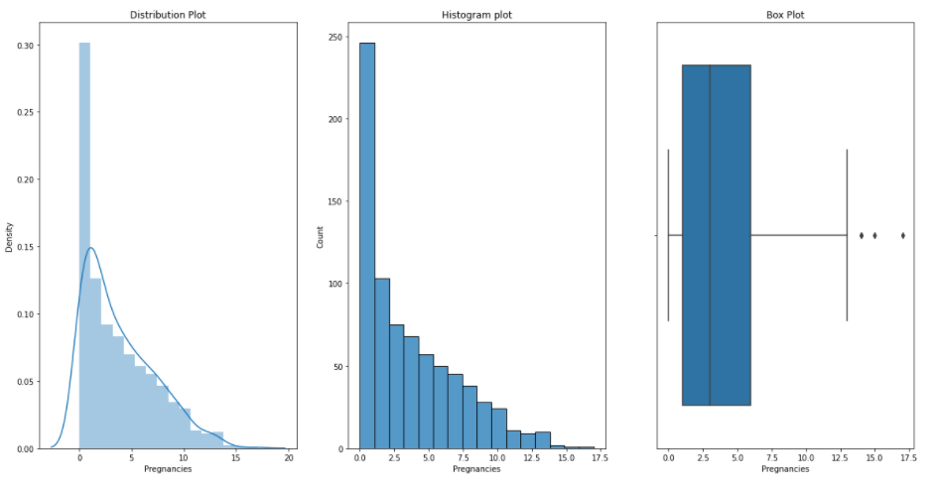 Distribution Plot
0.30
0.25
0.20
0.15
0.10
0.05
0.00
Density
0 5 10 15 20
Pregnancies
Histogram plot
250
200
150
100
50
0
Count
0.0 2.5 5.0 7.5 10.0 12.5 15.0 17.5
Pregnancies
Box Plot
0.0 2.5 5.0 7.5 10.0 12.5 15.0 17.5
Pregnancies